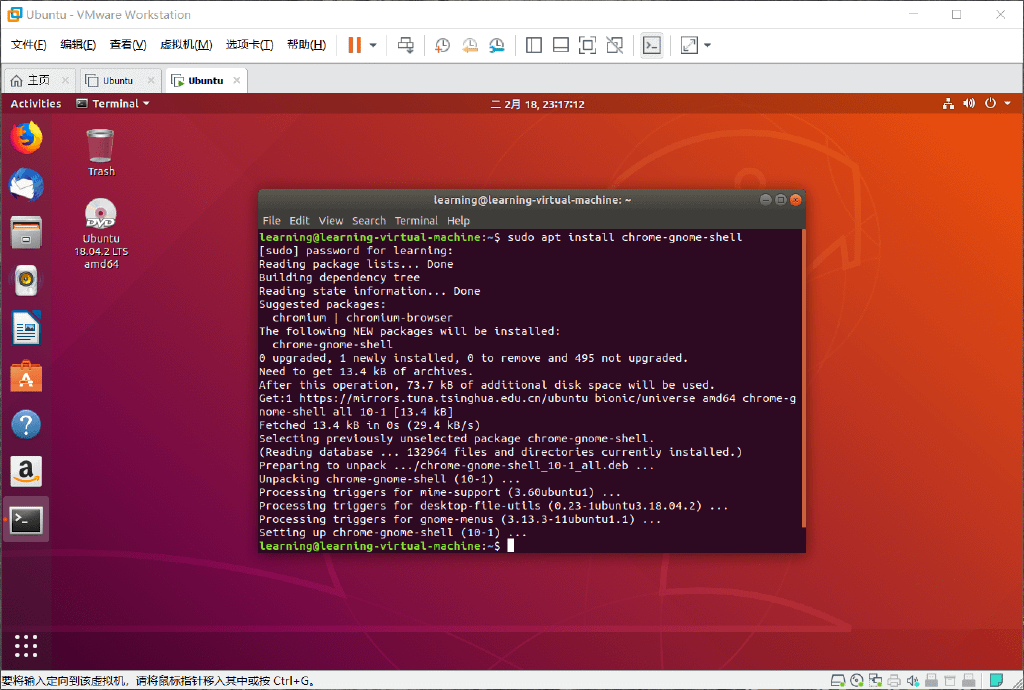 Ubuntu - VMware Workstation
文件(F) 编辑(E) 查看(V) 虚拟机(M) 选项卡(T) 帮助(H)
主页 Ubuntu Ubuntu
Activities Terminal 二 2月 18, 23:17:12
Trash
DVD
Ubuntu
18.04.2 LTS
amd64
learning@learning-virtual-machine: ~
File Edit View Search Terminal Help
learning@learning-virtual-machine:~$ sudo apt install chrome-gnome-shell
[sudo] password for learning:
Reading package lists... Done
Building dependency tree
Reading state information... Done
Suggested packages:
chromium | chromium-browser
The following NEW packages will be installed:
chrome-gnome-shell
0 upgraded, 1 newly installed, 0 to remove and 495 not upgraded.
Need to get 13.4 kB of archives.
After this operation, 73.7 kB of additional disk space will be used.
Get:1 https://mirrors.tuna.tsinghua.edu.cn/ubuntu bionic/universe amd64 chrome-g
nome-shell all 10-1 [13.4 kB]
Fetched 13.4 kB in 0s (29.4 kB/s)
Selecting previously unselected package chrome-gnome-shell.
(Reading database ... 132964 files and directories currently installed.)
Preparing to unpack .../chrome-gnome-shell_10-1_all.deb ...
Unpacking chrome-gnome-shell (10-1) ...
Processing triggers for mime-support (3.60ubuntu1) ...
Processing triggers for desktop-file-utils (0.23-1ubuntu3.18.04.2) ...
Processing triggers for gnome-menus (3.13.3-11ubuntu1.1) ...
Setting up chrome-gnome-shell (10-1) ...
learning@learning-virtual-machine:~$
要将输入定向到该虚拟机，请将鼠标指针移入其中或按 Ctrl+G。